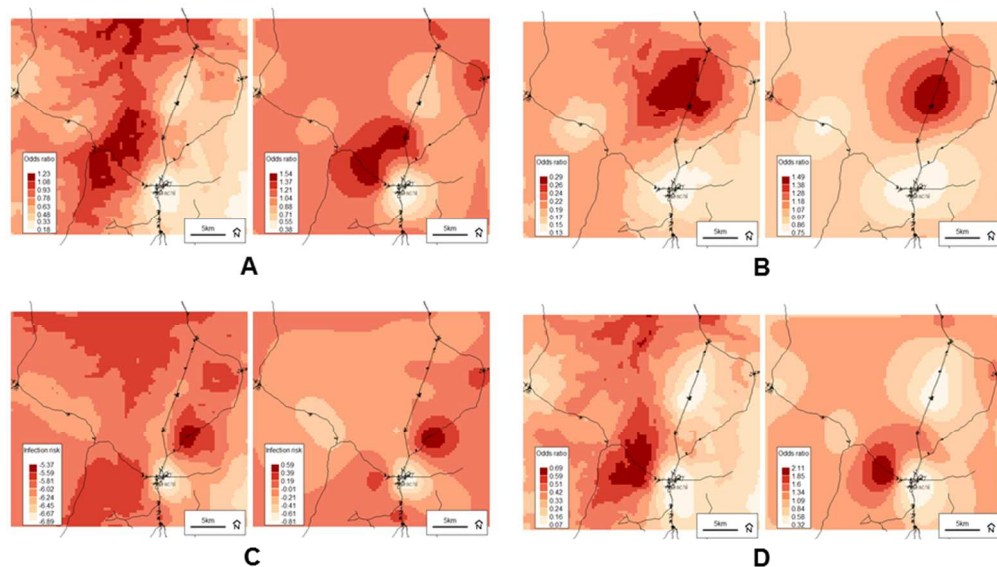 Odds ratio
1.23
1.08
0.93
0.78
0.63
0.48
0.33
0.18
5km
N
Odds ratio
1.54
1.37
1.21
1.04
0.88
0.71
0.55
0.38
5km
N
A
Odds ratio
0.29
0.26
0.24
0.22
0.19
0.17
0.15
0.13
5km
N
Odds ratio
1.49
1.38
1.28
1.18
1.07
0.97
0.86
0.75
5km
N
B
Infection risk
-5.37
-5.59
-5.81
-6.02
-6.24
-6.45
-6.67
-6.89
5km
N
Infection risk
0.59
0.39
0.19
-0.01
-0.21
-0.41
-0.61
-0.81
5km
N
C
Odds ratio
0.69
0.59
0.51
0.42
0.33
0.24
0.16
0.07
5km
N
Odds ratio
2.11
1.85
1.6
1.34
1.09
0.84
0.58
0.32
5km
N
D